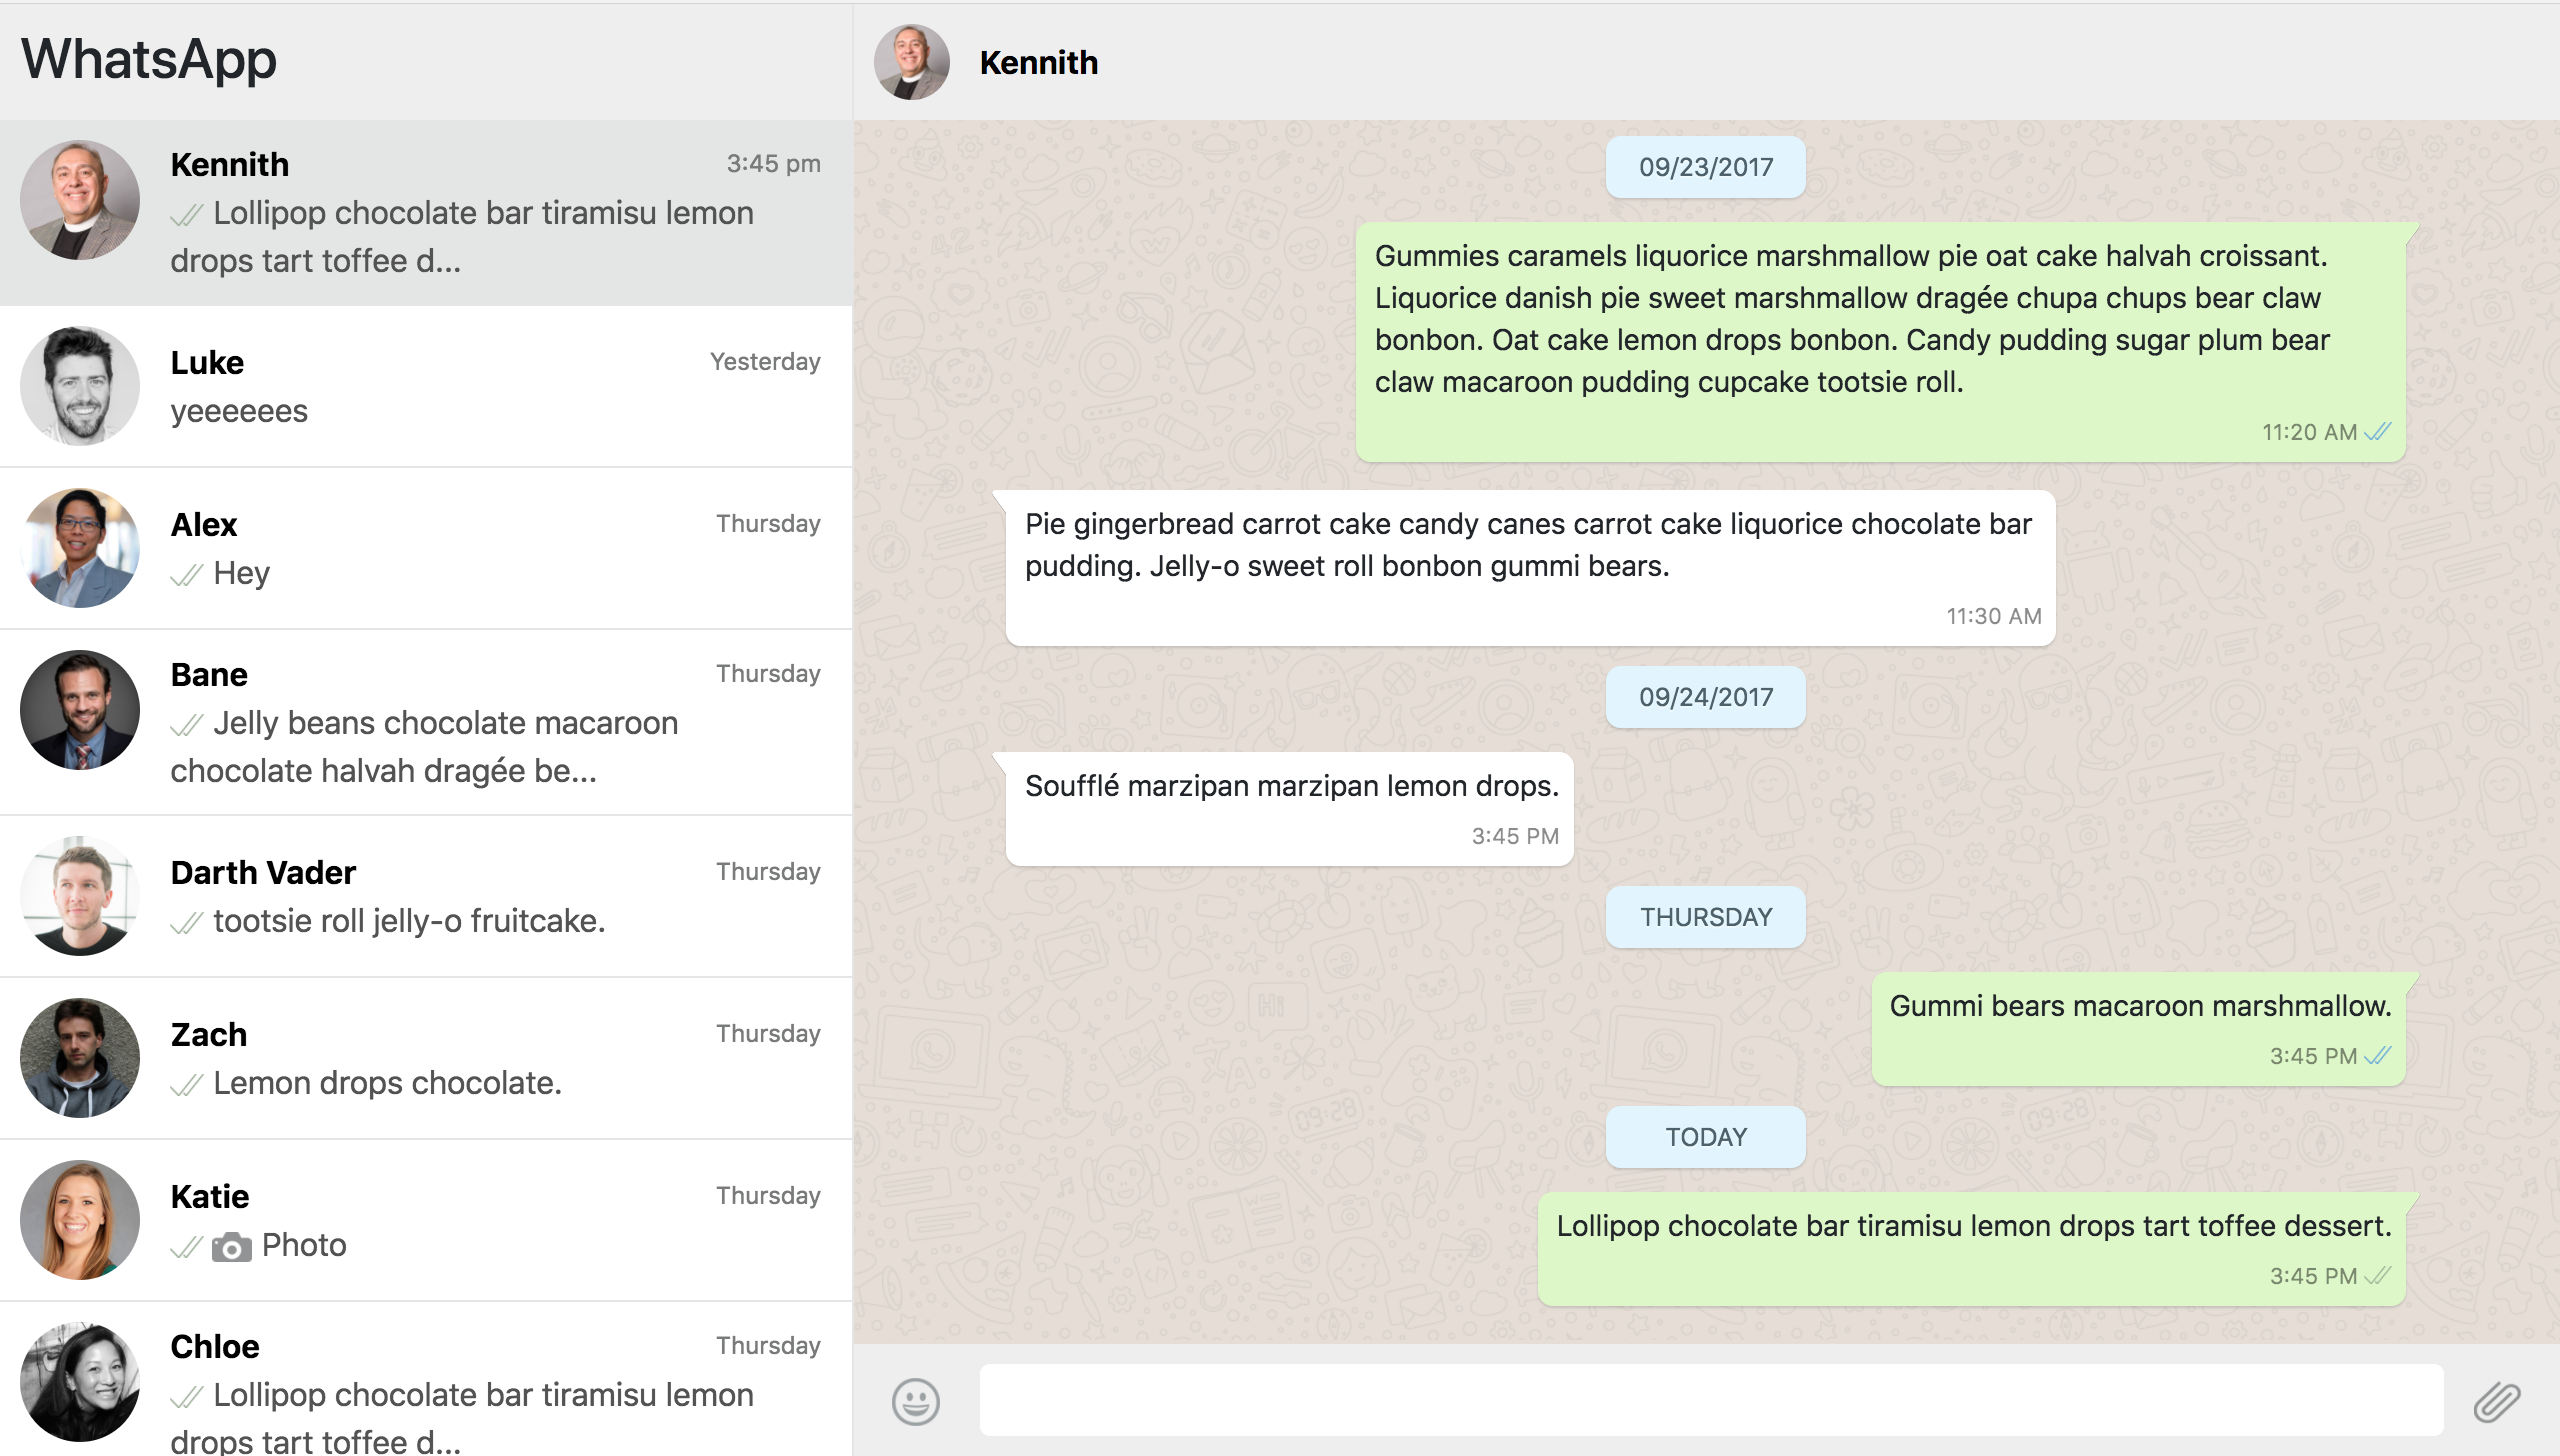 WhatsApp
Kennith
3:45 pm
Lollipop chocolate bar tiramisu lemon
drops tart toffee d...
Luke
Yesterday
yeeeeees
Alex
Thursday
Hey
Bane
Thursday
Jelly beans chocolate macaroon
chocolate halvah dragée be...
Darth Vader
Thursday
tootsie roll jelly-o fruitcake.
Zach
Thursday
Lemon drops chocolate.
Katie
Thursday
Photo
Chloe
Thursday
Lollipop chocolate bar tiramisu lemon
drops tart toffee d...
Kennith
09/23/2017
Gummies caramels liquorice marshmallow pie oat cake halvah croissant.
Liquorice danish pie sweet marshmallow dragée chupa chups bear claw
bonbon. Oat cake lemon drops bonbon. Candy pudding sugar plum bear
claw macaroon pudding cupcake tootsie roll.
11:20 AM
Pie gingerbread carrot cake candy canes carrot cake liquorice chocolate bar
pudding. Jelly-o sweet roll bonbon gummi bears.
11:30 AM
09/24/2017
Soufflé marzipan marzipan lemon drops.
3:45 PM
THURSDAY
Gummi bears macaroon marshmallow.
3:45 PM
Hi
09:28
09:28
TODAY
Lollipop chocolate bar tiramisu lemon drops tart toffee dessert.
3:45 PM